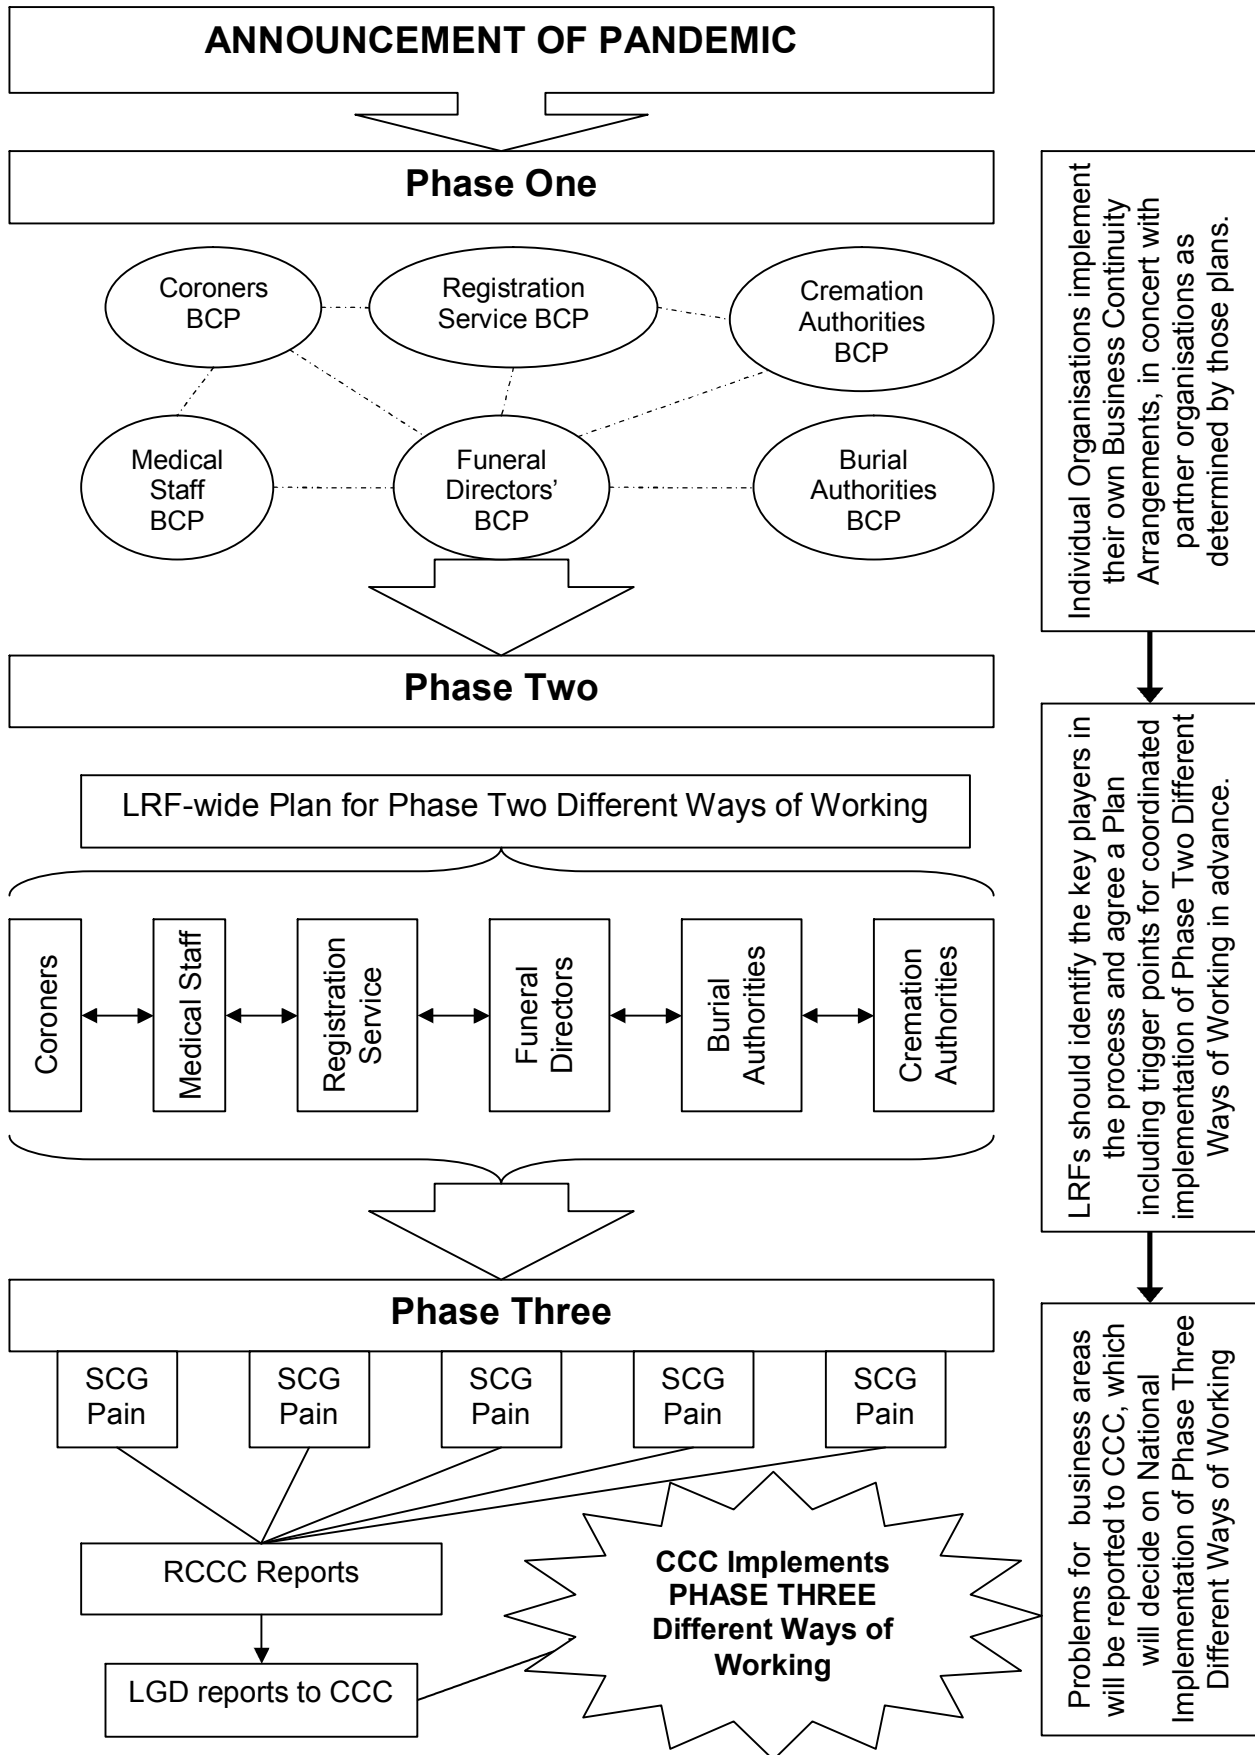 ANNOUNCEMENT OF PANDEMIC
Phase One
Coroners
BCP
Registration
Service BCP
Cremation
Authorities
BCP
Medical
Staff
BCP
Funeral
Directors’
BCP
Burial
Authorities
BCP
Individual Organisations implement
their own Business Continuity
Arrangements, in concert with
partner organisations as
determined by those plans.
Phase Two
LRF-wide Plan for Phase Two Different Ways of Working
Coroners
Medical Staff
Registration
Service
Funeral
Directors
Burial
Authorities
Cremation
Authorities
LRFs should identify the key players in
the process and agree a Plan
including trigger points for coordinated
implementation of Phase Two Different
Ways of Working in advance.
Phase Three
SCG
Pain
SCG
Pain
SCG
Pain
SCG
Pain
SCG
Pain
RCCC Reports
LGD reports to CCC
CCC Implements
PHASE THREE
Different Ways of
Working
Problems for business areas
will be reported to CCC, which
will decide on National
Implementation of Phase Three
Different Ways of Working